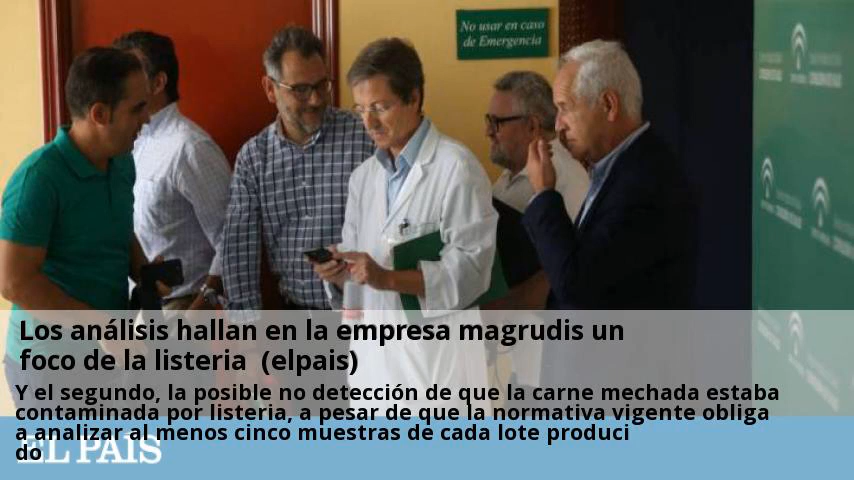 No usar en caso
de Emergencia
Los análisis hallan en la empresa magrudis un
foco de la listeria (elpais)
Y el segundo, la posible no detección de que la carne mechada estaba
contaminada por listeria, a pesar de que la normativa vigente obliga
a analizar al menos cinco muestras de cada lote produci
do
EL PAÍS